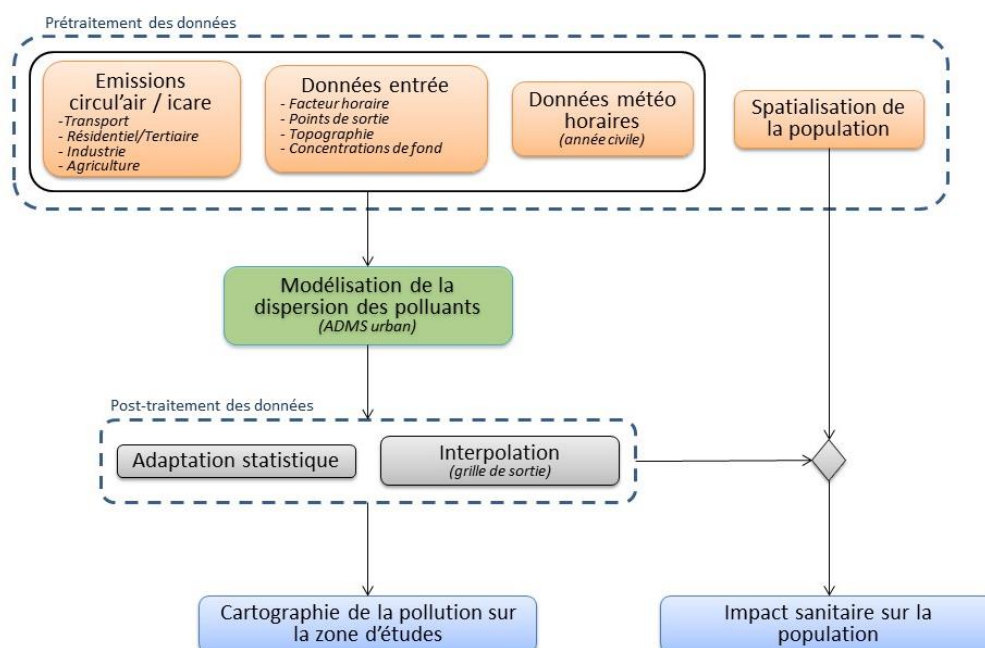 Prétraitement des données
Emissions
circul'air / icare
-Transport
- Résidentiel/Tertiaire
- Industrie
- Agriculture
Données entrée
- Facteur horaire
- Points de sortie
- Topographie
- Concentrations de fond
Données météo
horaires
(année civile)
Spatialisation de
la population
Modélisation de la
dispersion des polluants
(ADMS urban)
Post-traitement des données
Adaptation statistique
Interpolation
(grille de sortie)
Cartographie de la pollution sur
la zone d'études
Impact sanitaire sur la
population